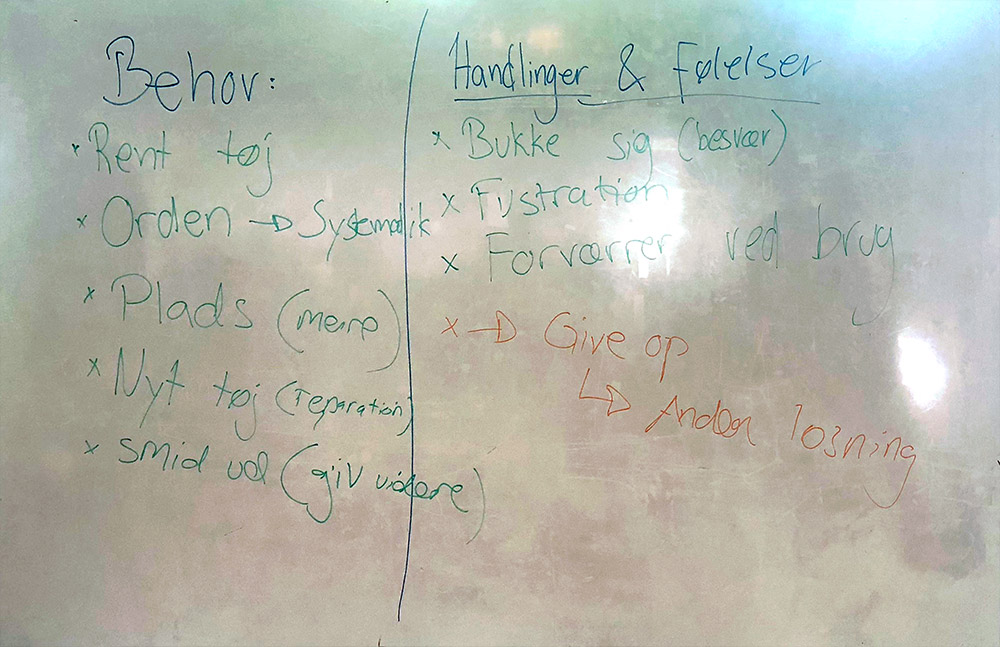 Behov:
x Rent tøj
x Orden → Systematik
x Plads (mere)
x Nyt tøj (reparation)
x smid ud (giv videre)
Handlinger & Følelser
x Bukke sig (besvær)
x Fustration
x Forværrer ved brug
x → Give op
↳ Anden løsning